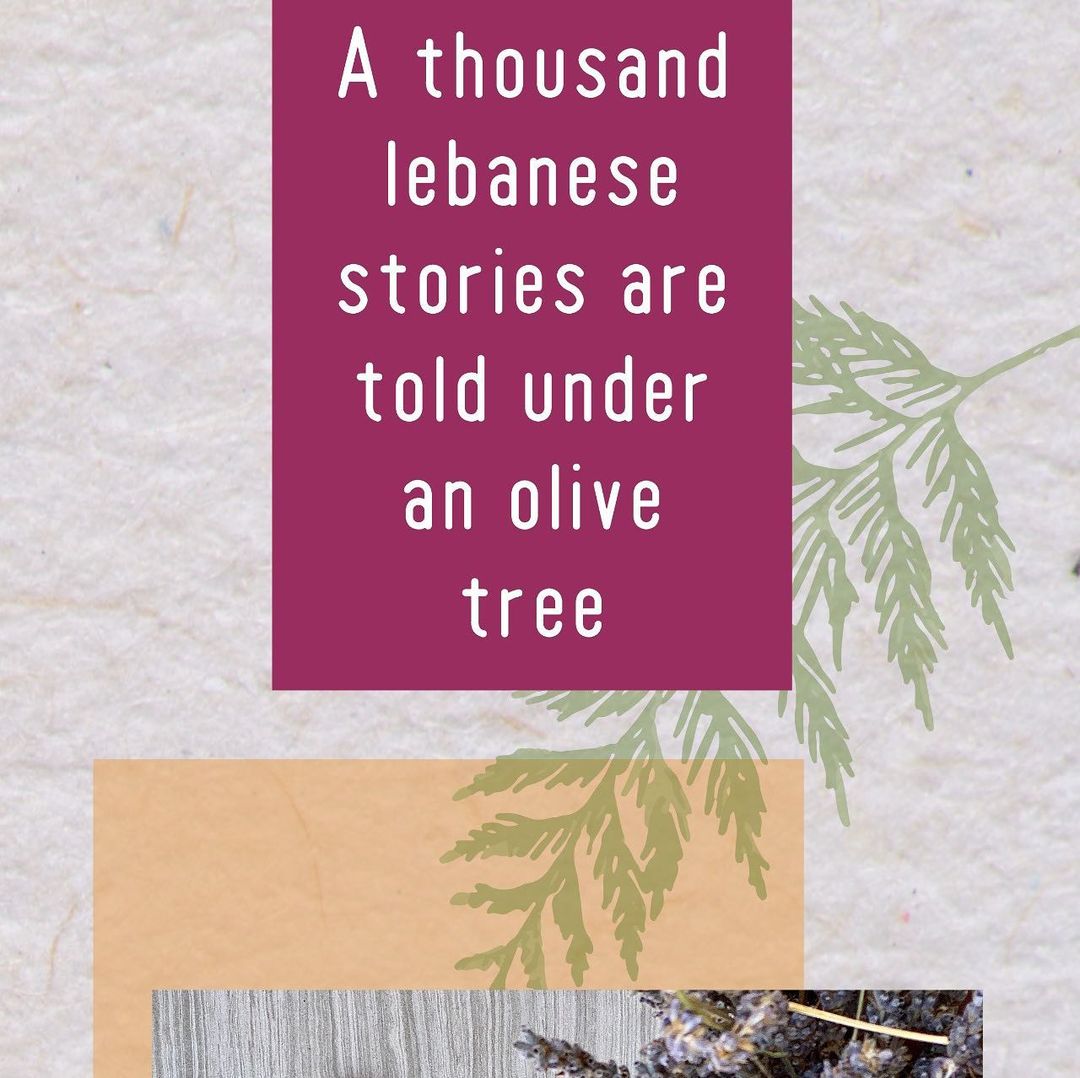 A thousand
lebanese
stories are
told under
an olive
tree